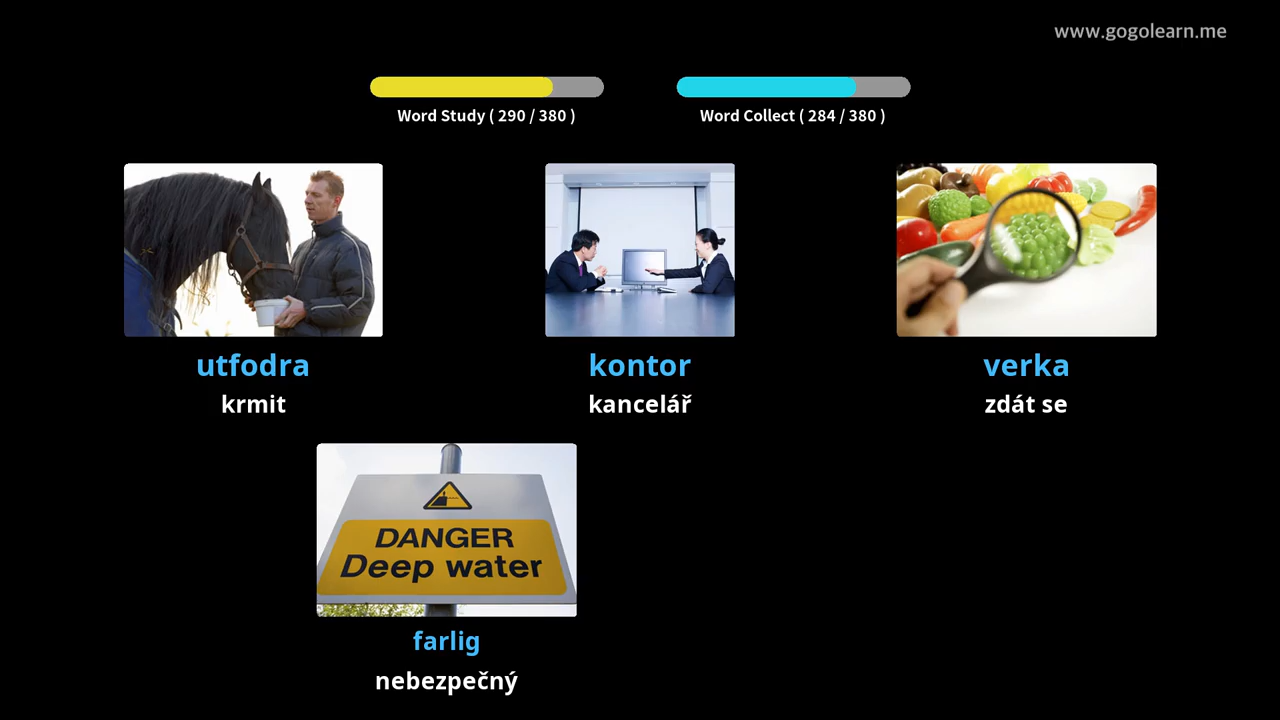 www.gogolearn.me
Word Study ( 290 / 380 )
Word Collect ( 284 / 380 )
utfodra
krmit
kontor
kancelář
verka
zdát se
DANGER
Deep water
farlig
nebezpečný